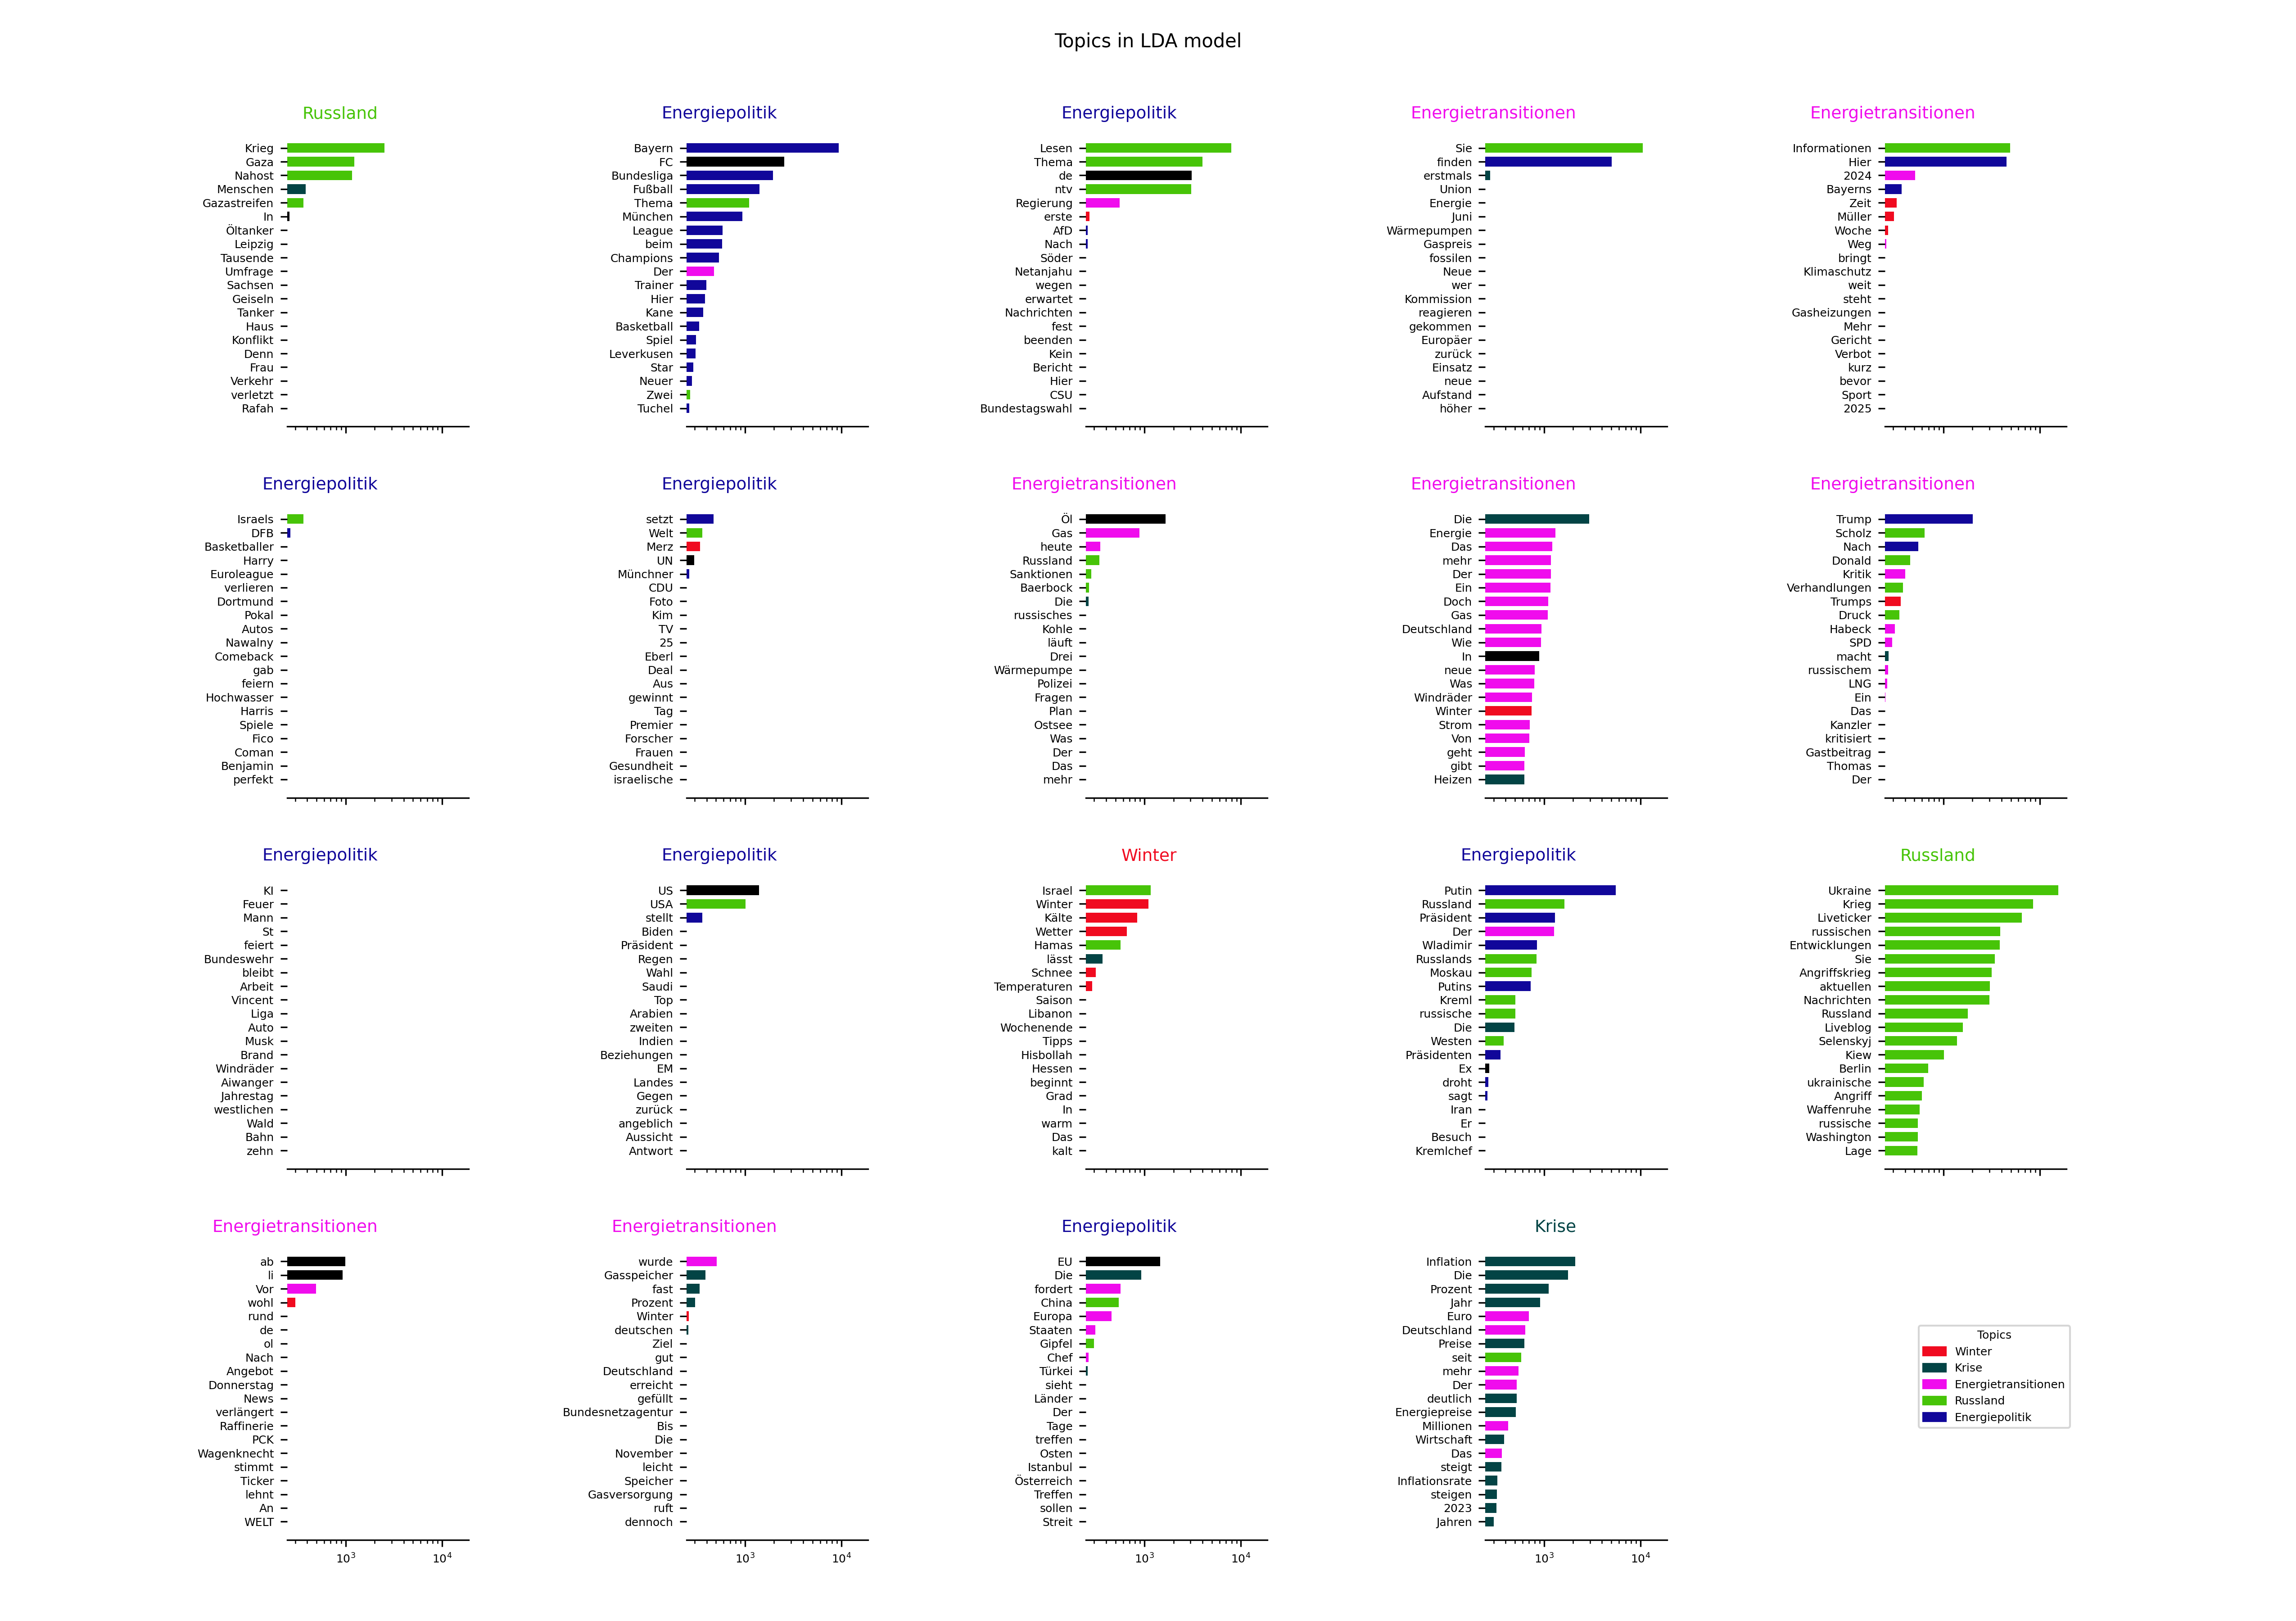 Topics in LDA model
Russland
Krieg
Gaza
Nahost
Menschen
Gazastreifen
In
Öltanker
Leipzig
Tausende
Umfrage
Sachsen
Geiseln
Tanker
Haus
Konflikt
Denn
Frau
Verkehr
verletzt
Rafah
Energiepolitik
Bayern
FC
Bundesliga
Fußball
Thema
München
League
beim
Champions
Der
Trainer
Hier
Kane
Basketball
Spiel
Leverkusen
Star
Neuer
Zwei
Tuchel
Energiepolitik
Lesen
Thema
de
ntv
Regierung
erste
AfD
Nach
Söder
Netanjahu
wegen
erwartet
Nachrichten
fest
beenden
Kein
Bericht
Hier
CSU
Bundestagswahl
Energietransitionen
Sie
finden
erstmals
Union
Energie
Juni
Wärmepumpen
Gaspreis
fossilen
Neue
wer
Kommission
reagieren
gekommen
Europäer
zurück
Einsatz
neue
Aufstand
höher
Energietransitionen
Informationen
Hier
2024
Bayerns
Zeit
Müller
Woche
Weg
bringt
Klimaschutz
weit
steht
Gasheizungen
Mehr
Gericht
Verbot
kurz
bevor
Sport
2025
Energiepolitik
Israels
DFB
Basketballer
Harry
Euroleague
verlieren
Dortmund
Pokal
Autos
Nawalny
Comeback
gab
feiern
Hochwasser
Harris
Spiele
Fico
Coman
Benjamin
perfekt
Energiepolitik
setzt
Welt
Merz
UN
Münchner
CDU
Foto
Kim
TV
25
Eberl
Deal
Aus
gewinnt
Tag
Premier
Forscher
Frauen
Gesundheit
israelische
Energietransitionen
Öl
Gas
heute
Russland
Sanktionen
Baerbock
Die
russisches
Kohle
läuft
Drei
Wärmepumpe
Polizei
Fragen
Plan
Ostsee
Was
Der
Das
mehr
Energietransitionen
Die
Energie
Das
mehr
Der
Ein
Doch
Gas
Deutschland
Wie
In
neue
Was
Windräder
Winter
Strom
Von
geht
gibt
Heizen
Energietransitionen
Trump
Scholz
Nach
Donald
Kritik
Verhandlungen
Trumps
Druck
Habeck
SPD
macht
russischem
LNG
Ein
Das
Kanzler
kritisiert
Gastbeitrag
Thomas
Der
Energiepolitik
KI
Feuer
Mann
St
feiert
Bundeswehr
bleibt
Arbeit
Vincent
Liga
Auto
Musk
Brand
Windräder
Aiwanger
Jahrestag
westlichen
Wald
Bahn
zehn
Energiepolitik
US
USA
stellt
Biden
Präsident
Regen
Wahl
Saudi
Top
Arabien
zweiten
Indien
Beziehungen
EM
Landes
Gegen
zurück
angeblich
Aussicht
Antwort
Winter
Israel
Winter
Kälte
Wetter
Hamas
lässt
Schnee
Temperaturen
Saison
Libanon
Wochenende
Tipps
Hisbollah
Hessen
beginnt
Grad
In
warm
Das
kalt
Energiepolitik
Putin
Russland
Präsident
Der
Wladimir
Russlands
Moskau
Putins
Kreml
russische
Die
Westen
Präsidenten
Ex
droht
sagt
Iran
Er
Besuch
Kremlchef
Russland
Ukraine
Krieg
Liveticker
russischen
Entwicklungen
Sie
Angriffskrieg
aktuellen
Nachrichten
Russland
Liveblog
Selenskyj
Kiew
Berlin
ukrainische
Angriff
Waffenruhe
russische
Washington
Lage
Energietransitionen
ab
li
Vor
wohl
rund
de
ol
Nach
Angebot
Donnerstag
News
verlängert
Raffinerie
PCK
Wagenknecht
stimmt
Ticker
lehnt
An
WELT
10³ 10⁴
Energietransitionen
wurde
Gasspeicher
fast
Prozent
Winter
deutschen
Ziel
gut
Deutschland
erreicht
gefüllt
Bundesnetzagentur
Bis
Die
November
leicht
Speicher
Gasversorgung
ruft
dennoch
10³ 10⁴
Energiepolitik
EU
Die
fordert
China
Europa
Staaten
Gipfel
Chef
Türkei
sieht
Länder
Der
Tage
treffen
Osten
Istanbul
Österreich
Treffen
sollen
Streit
10³ 10⁴
Krise
Inflation
Die
Prozent
Jahr
Euro
Deutschland
Preise
seit
mehr
Der
deutlich
Energiepreise
Millionen
Wirtschaft
Das
steigt
Inflationsrate
steigen
2023
Jahren
10³ 10⁴
Topics
Winter
Krise
Energietransitionen
Russland
Energiepolitik